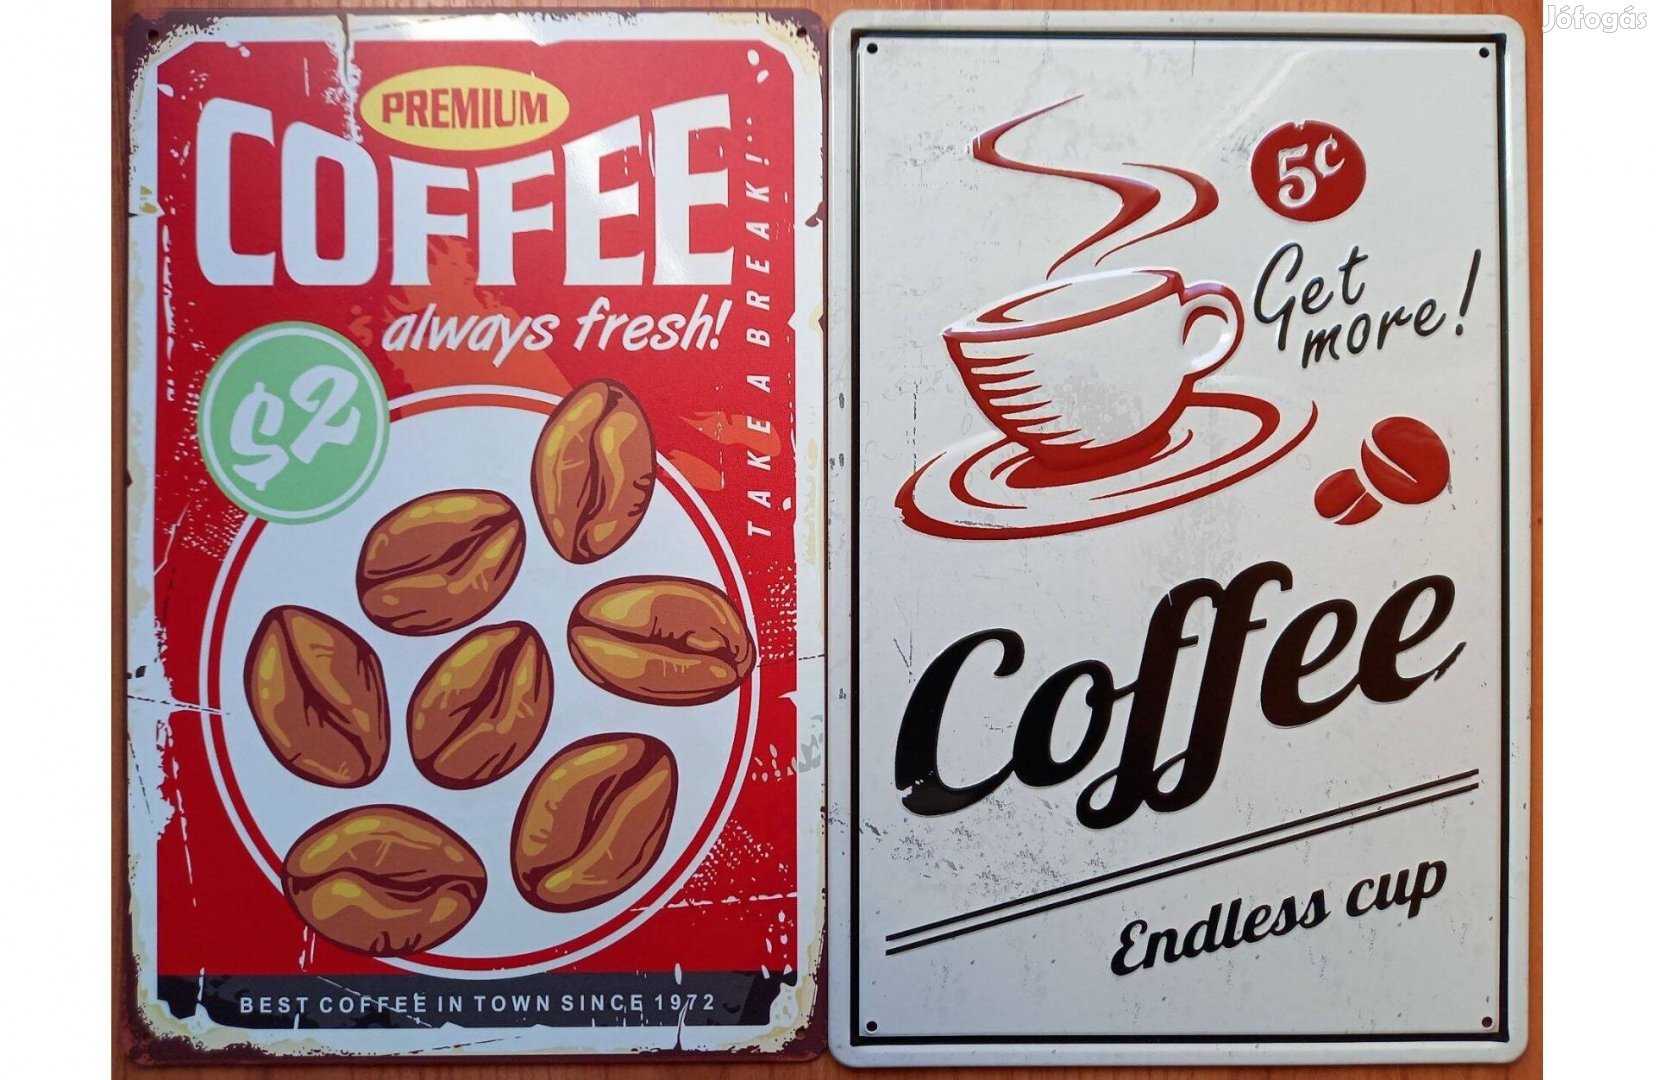 PREMIUM
COFFEE
always fresh!
TAKE A BREAK!
$2
BEST COFFEE IN TOWN SINCE 1972
5c
Get
more!
Coffee
Endless cup
Jófogás